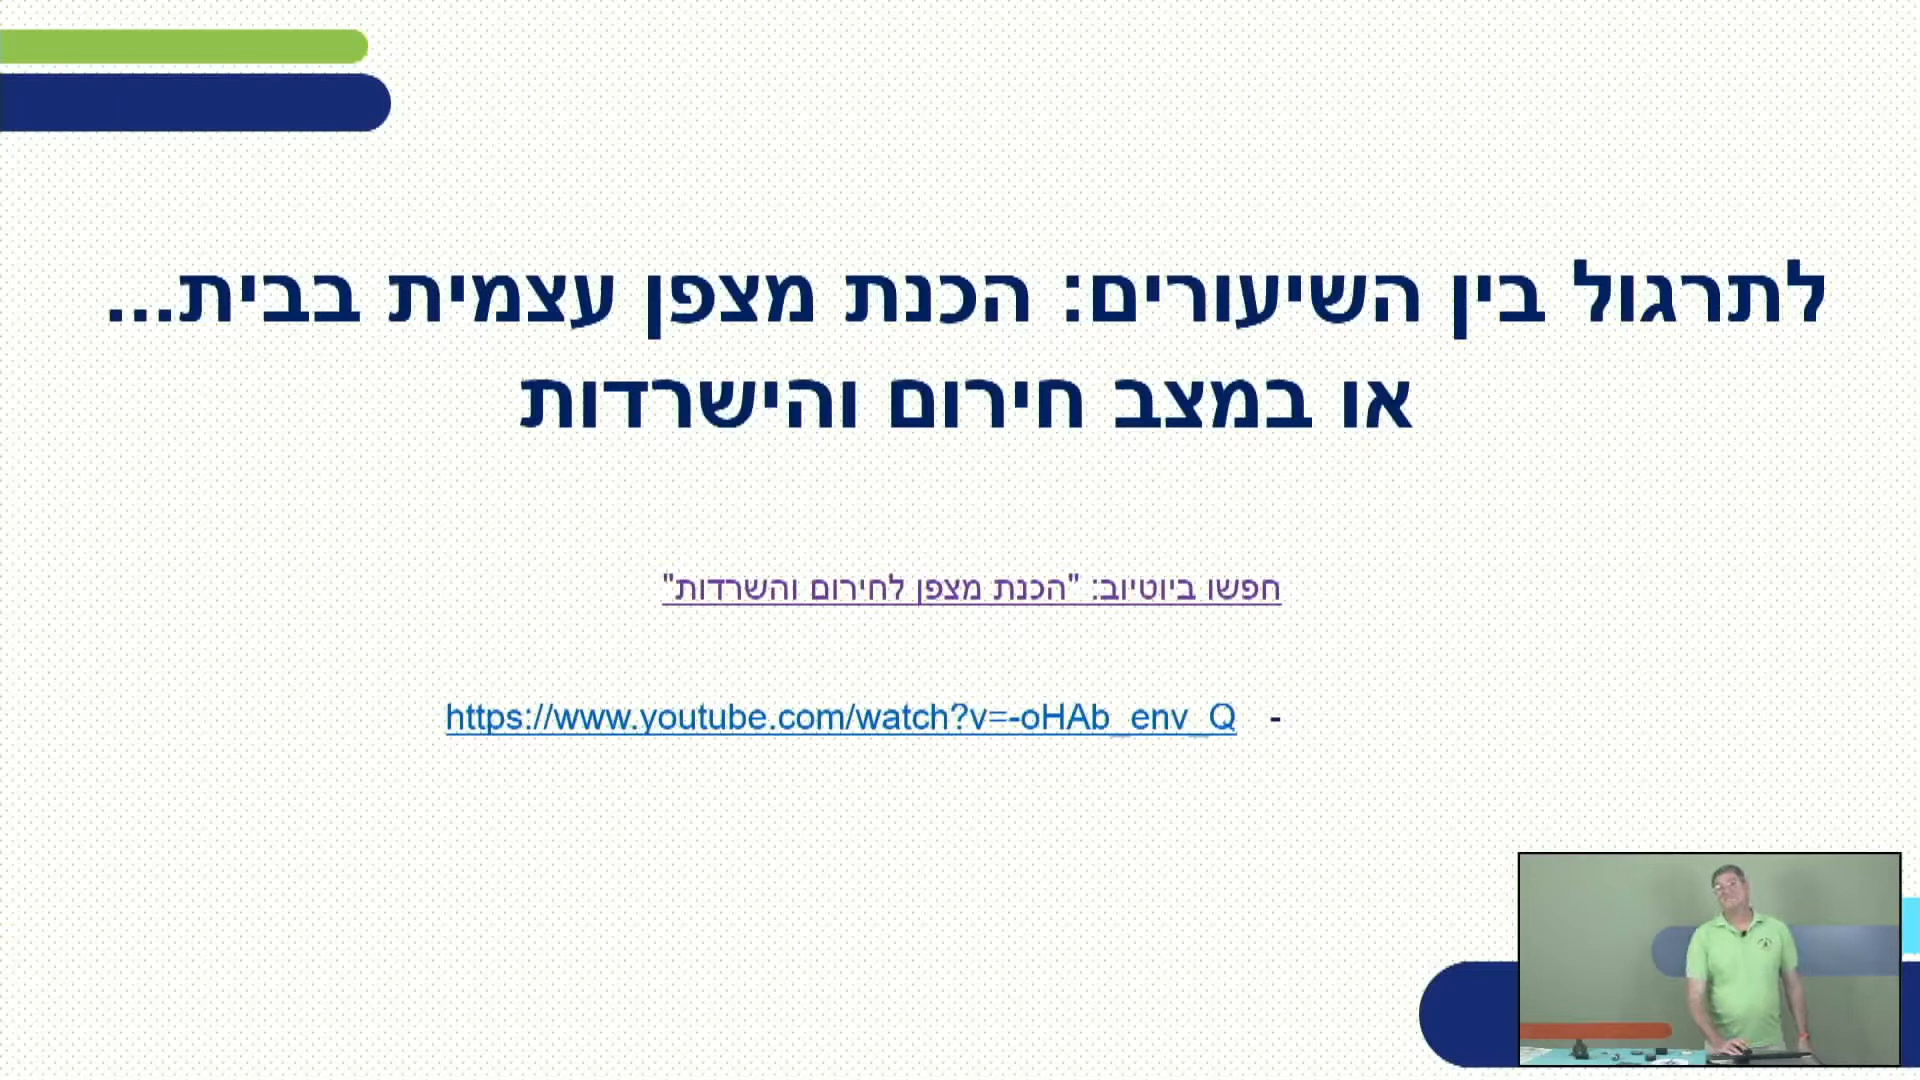 לתרגול בין השיעורים: הכנת מצפן עצמית בבית...
או במצב חירום והישרדות
חפשו ביוטיוב: "הכנת מצפן לחירום והשרדות"
- https://www.youtube.com/watch?v=-oHAb_env_Q